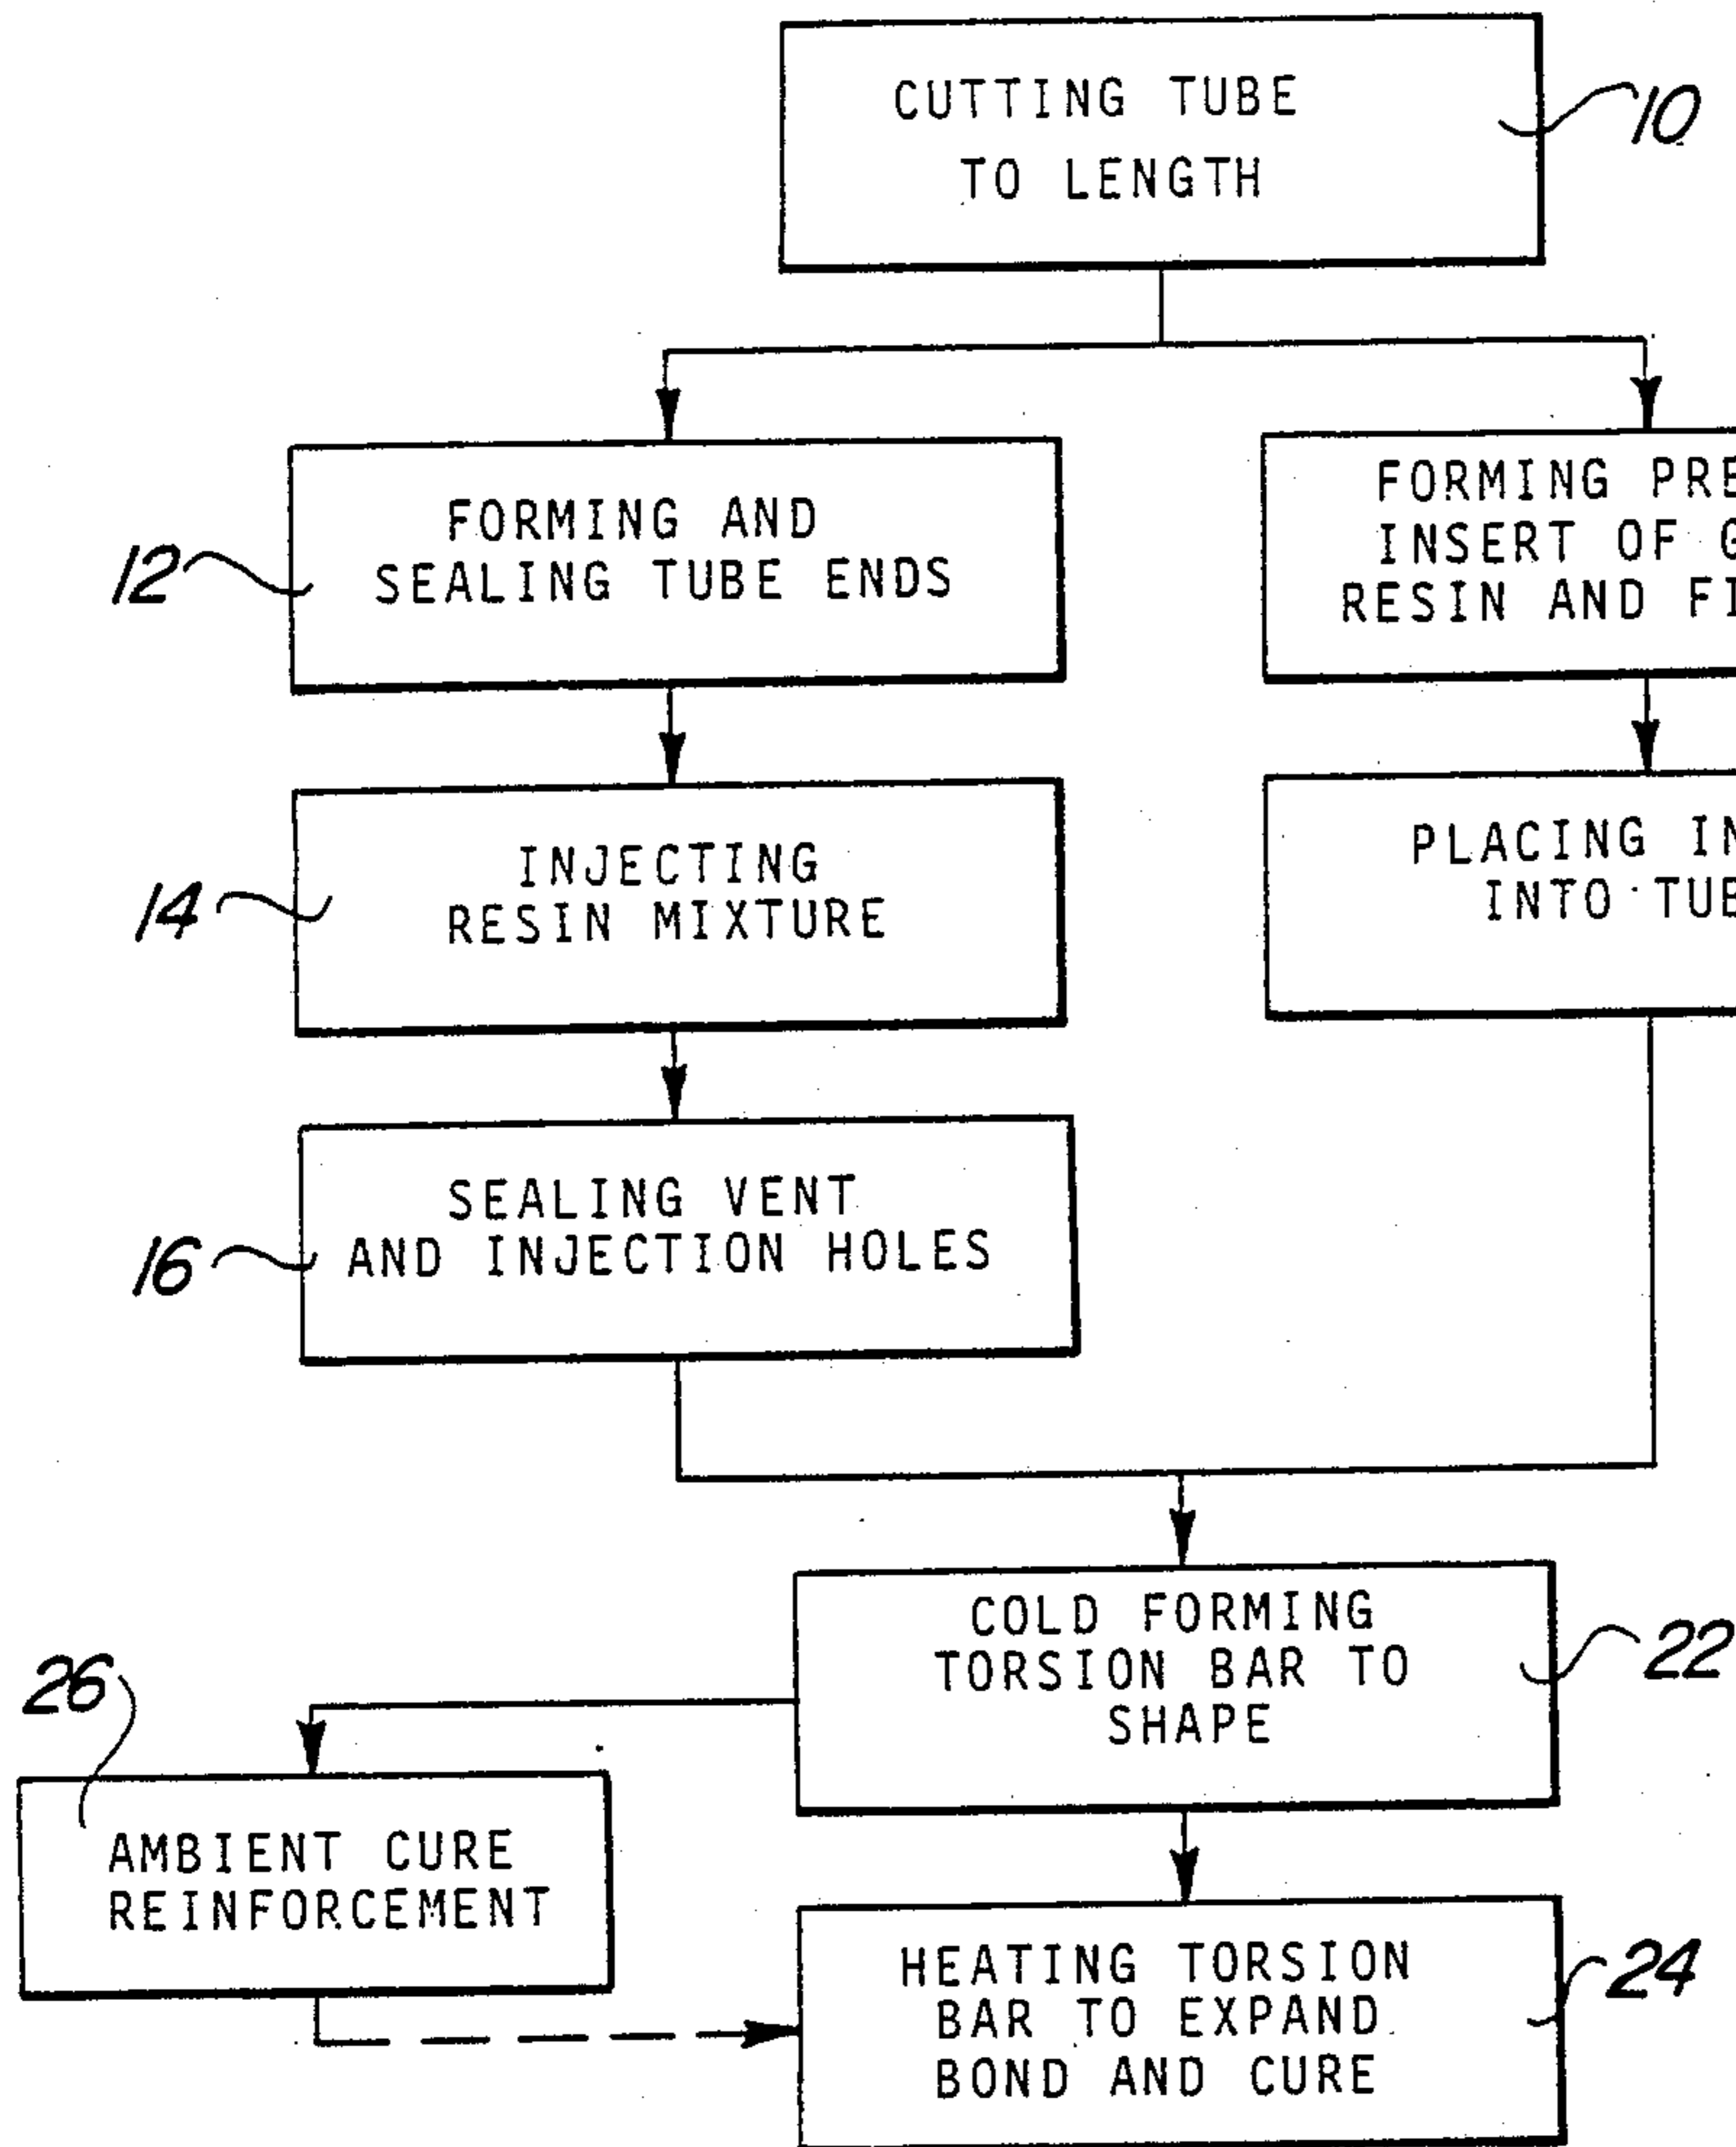 CUTTING TUBE
TO LENGTH
10
FORMING AND
SEALING TUBE ENDS
12
FORMING
INSERT OF
RESIN AND
INJECTING
RESIN MIXTURE
14
PLACING
INTO
SEALING VENT
AND INJECTION HOLES
16
COLD FORMING
TORSION BAR TO
SHAPE
22
26
AMBIENT CURE
REINFORCEMENT
HEATING TORSION
BAR TO EXPAND
BOND AND CURE
24